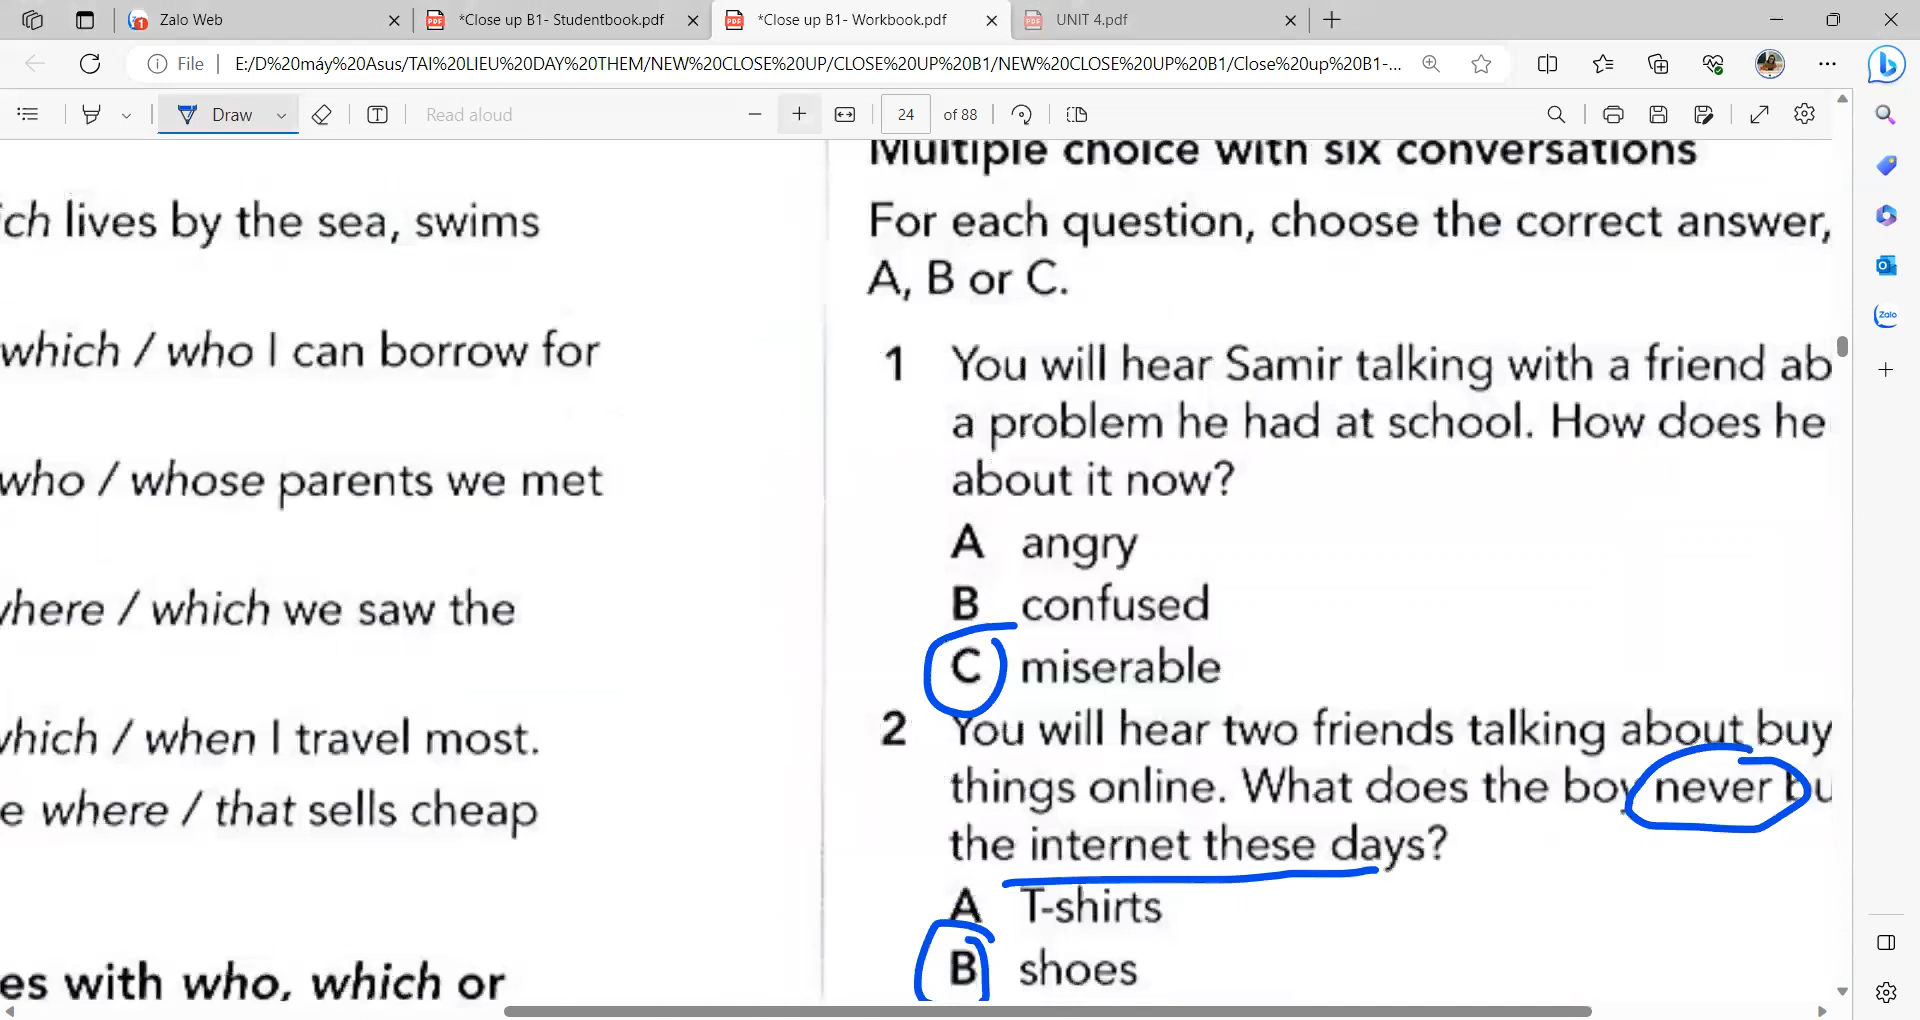 Zalo Web
*Close up B1- Studentbook.pdf
*Close up B1- Workbook.pdf
UNIT 4.pdf
File
E:/D%20máy%20Asus/TAI%20LIEU%20DAY%20THEM/NEW%20CLOSE%20UP/CLOSE%20UP%20B1/NEW%20CLOSE%20UP%20B1/Close%20up%20B1-...
Draw
Read aloud
24 of 88
ch lives by the sea, swims
which / who I can borrow for
who / whose parents we met
where / which we saw the
which / when I travel most.
e where / that sells cheap
es with who, which or
Multiple choice with six conversations
For each question, choose the correct answer,
A, B or C.
1 You will hear Samir talking with a friend ab
a problem he had at school. How does he
about it now?
A angry
B confused
C miserable
2 You will hear two friends talking about buy
things online. What does the boy never bu
the internet these days?
A T-shirts
B shoes
Zalo